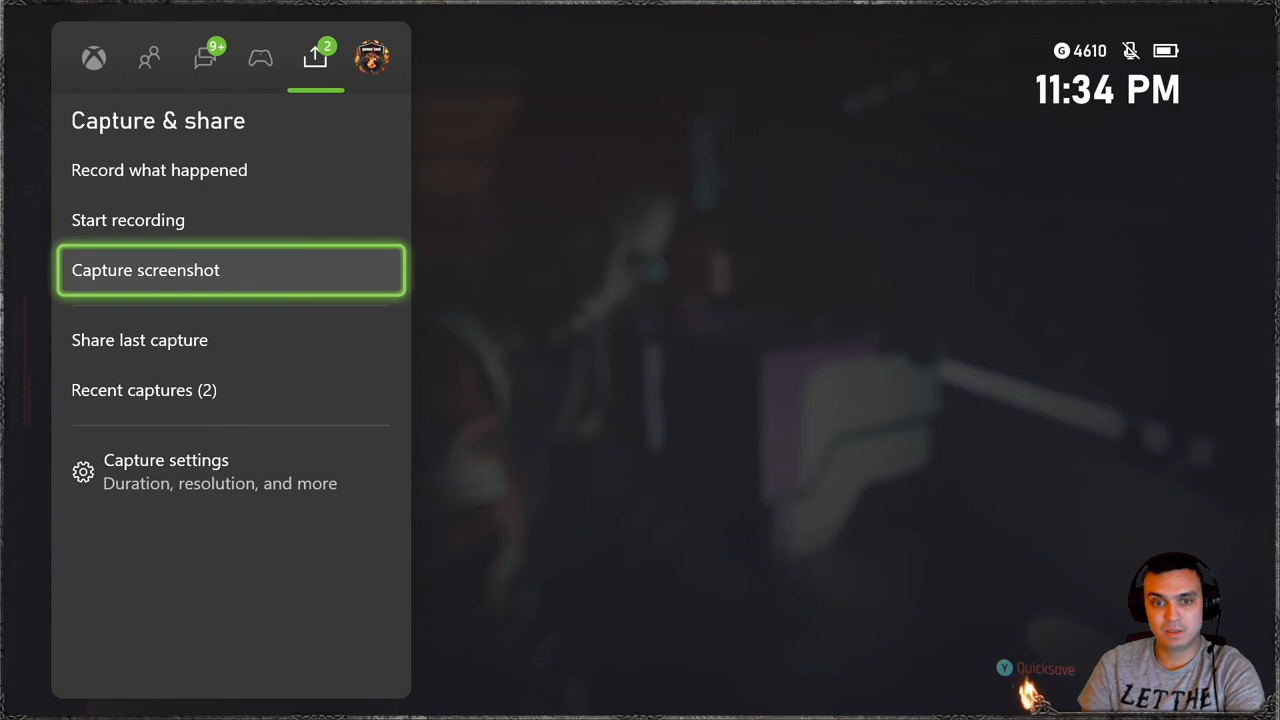 9+
2
G 4610
11:34 PM
Capture & share
Record what happened
Start recording
Capture screenshot
Share last capture
Recent captures (2)
Capture settings
Duration, resolution, and more
Y Quicksave
LET THE